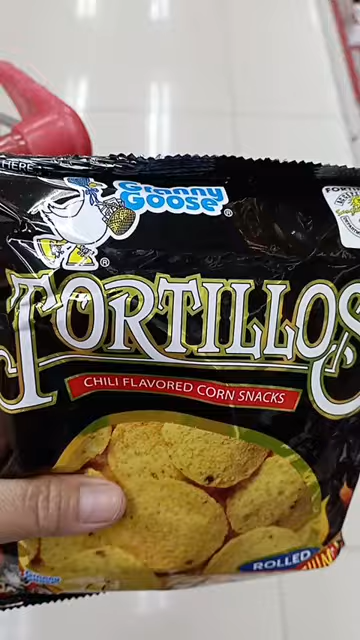 HERE
Granny
Goose®
TORTILLOS
CHILI FLAVORED CORN SNACKS
ROLLED